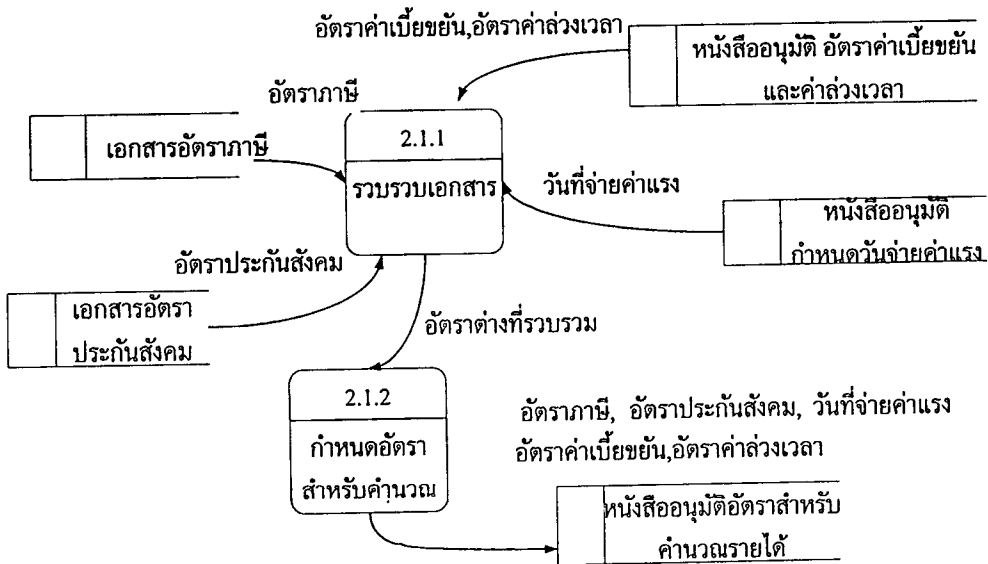 อัตราค่าเบี้ยขยัน,อัตราค่าล่วงเวลา
หนังสืออนุมัติ อัตราค่าเบี้ยขยัน
และค่าล่วงเวลา
อัตราภาษี
เอกสารอัตราภาษี
2.1.1
รวบรวบเอกสาร
วันที่จ่ายค่าแรง
หนังสืออนุมัติ
กำหนดวันจ่ายค่าแรง
อัตราประกันสังคม
เอกสารอัตรา
ประกันสังคม
อัตราต่างที่รวบรวม
2.1.2
กำหนดอัตรา
สำหรับคำนวณ
อัตราภาษี, อัตราประกันสังคม, วันที่จ่ายค่าแรง
อัตราค่าเบี้ยขยัน,อัตราค่าล่วงเวลา
หนังสืออนุมัติอัตราสำหรับ
คำนวณรายได้